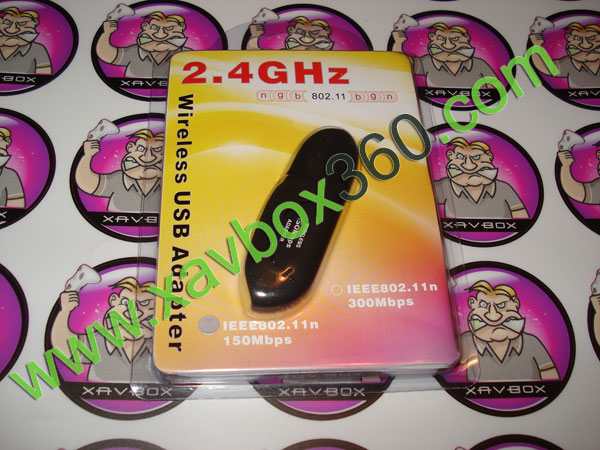 2.4GHz
n g b 802.11 b g n
Wireless USB Adapter
IEEE802.11n
300Mbps
IEEE802.11n
150Mbps
www.xavbox360.com
XAVBOX
XAVBOX
XAVBOX
XAVBOX
XAVBOX